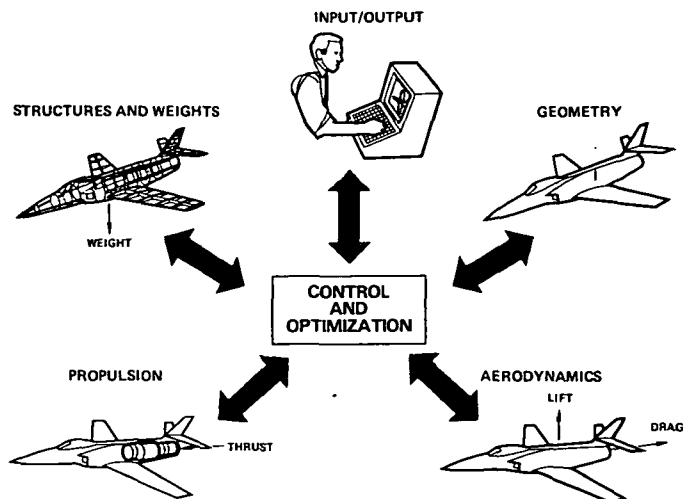 INPUT/OUTPUT
STRUCTURES AND WEIGHTS
GEOMETRY
WEIGHT
CONTROL
AND
OPTIMIZATION
PROPULSION
AERODYNAMICS
LIFT
DRAG
THRUST